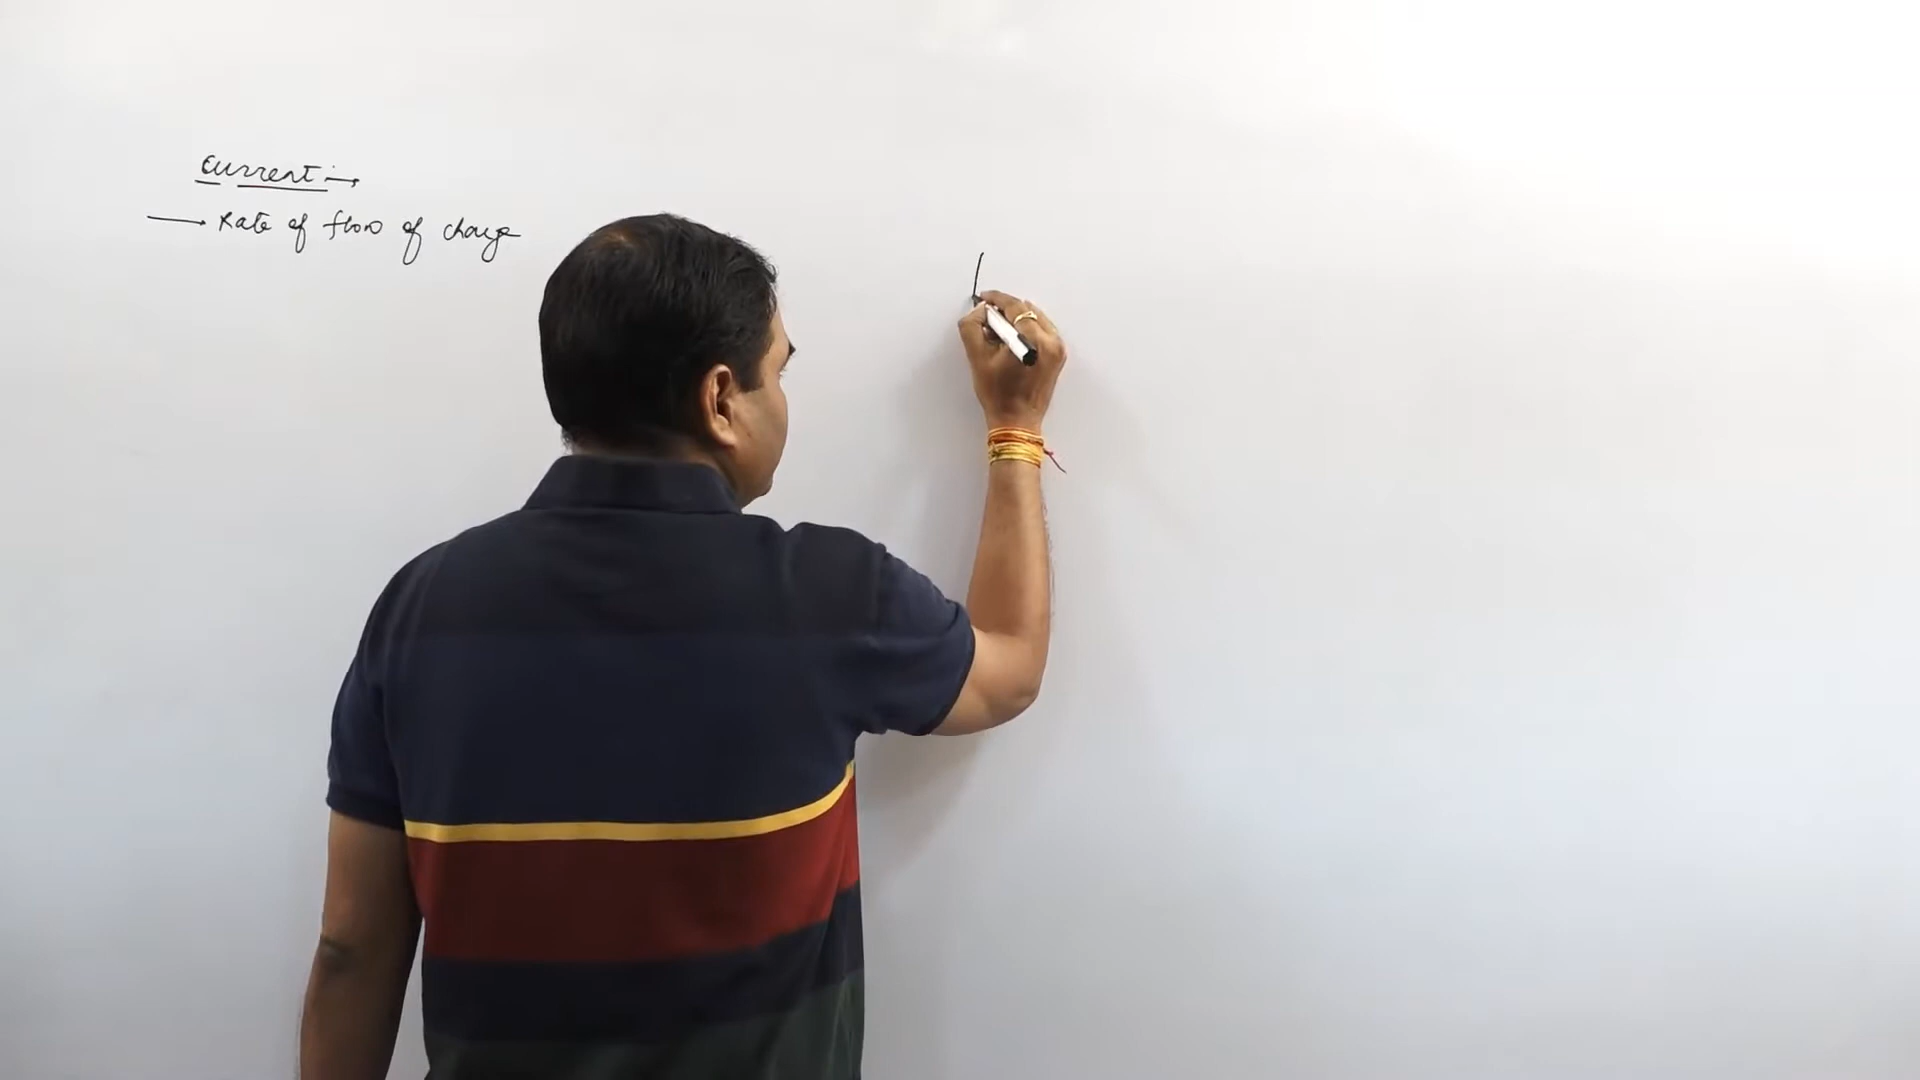 Current :→
→ Rate of flow of charge